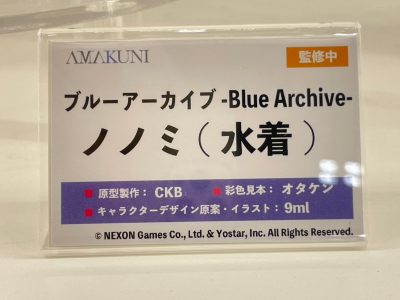 AMAKUNI 監修中
ブルーアーカイブ -Blue Archive-
ノノミ（水着）
■ 原型製作： CKB ■ 彩色見本： オタケン
■ キャラクターデザイン原案・イラスト： 9ml
© NEXON Games Co., Ltd. & Yostar, Inc. All Rights Reserved.